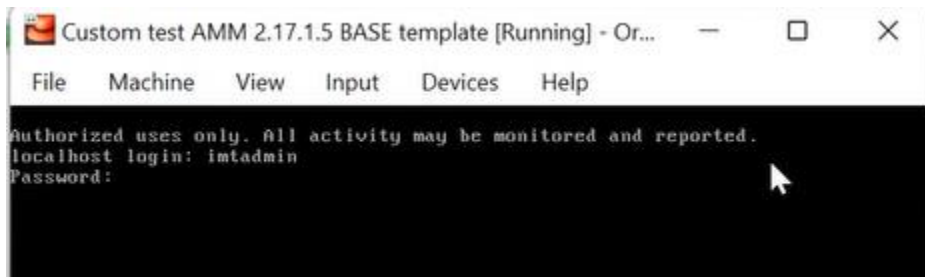 Custom test AMM 2.17.1.5 BASE template [Running] - Or...
File Machine View Input Devices Help
Authorized uses only. All activity may be monitored and reported.
localhost login: imtadmin
Password: